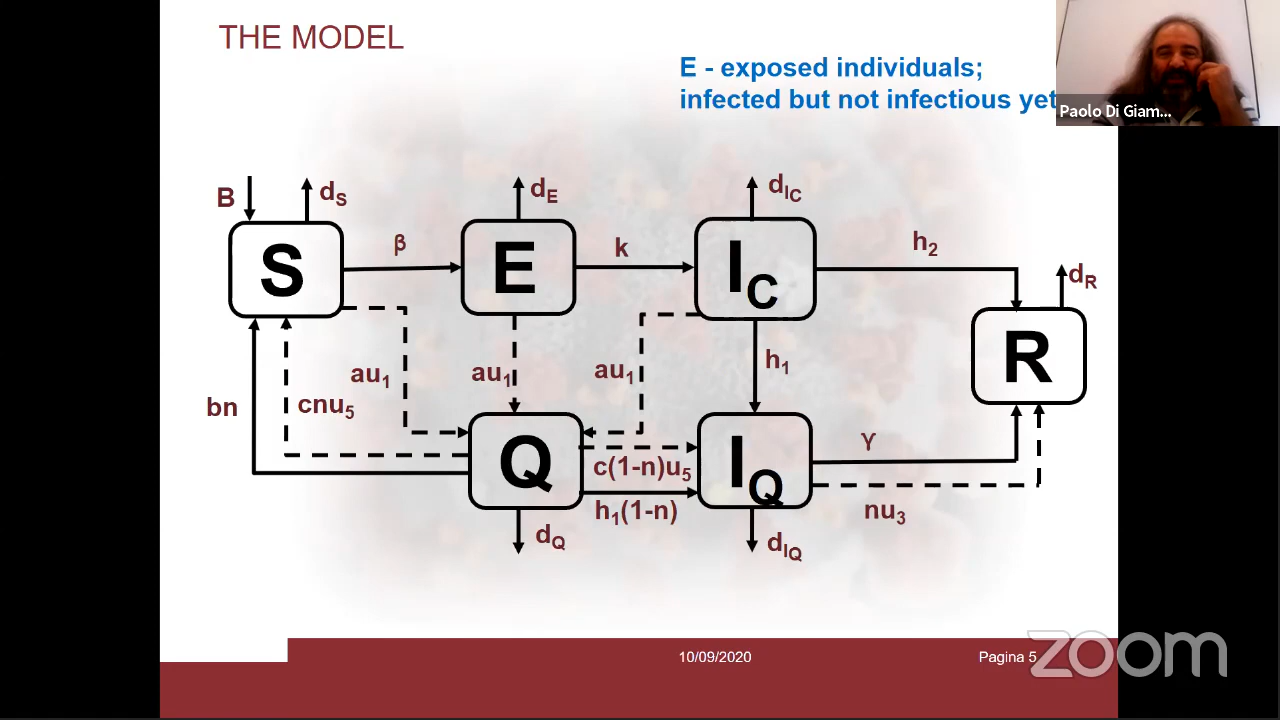 THE MODEL
E - exposed individuals;
infected but not infectious yet
Paolo Di Giam...
B
dS
dE
dIC
β
k
h2
dR
S
E
IC
R
au1
au1
au1
h1
bn
cnu5
Q
c(1-n)u5
h1(1-n)
IQ
γ
nu3
dQ
dIQ
10/09/2020
Pagina 5
zoom